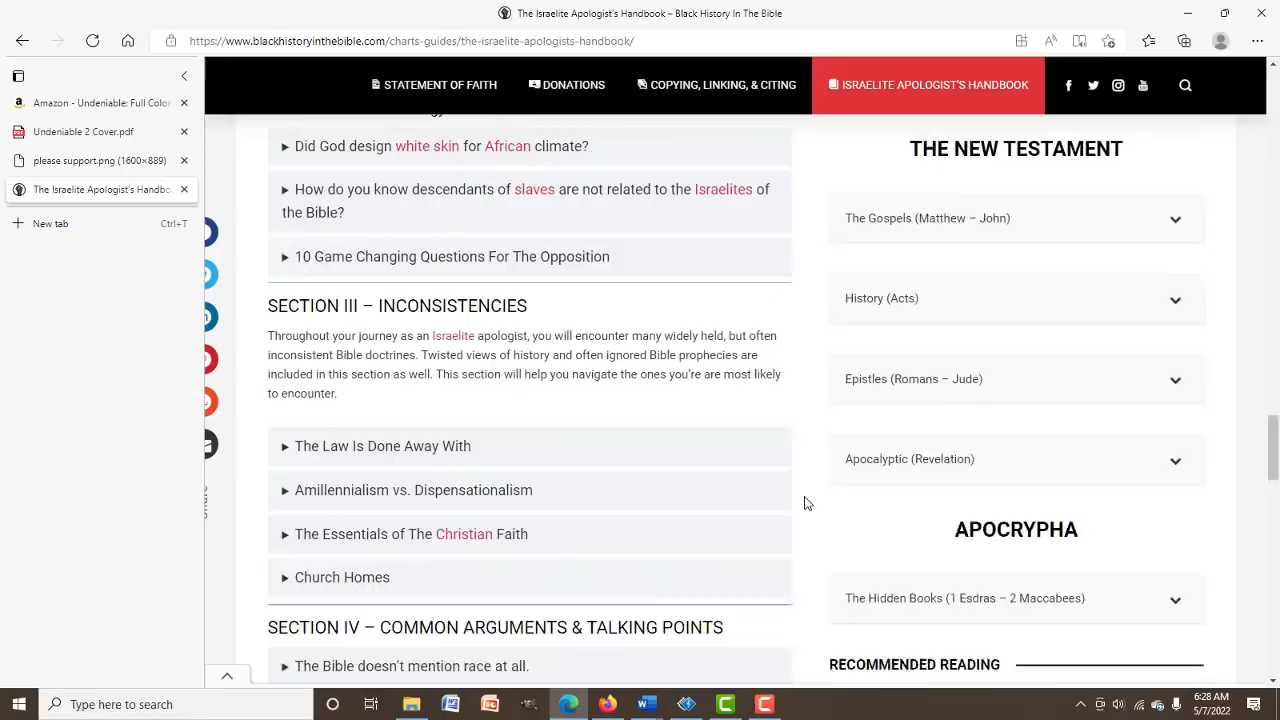 The Israelite Apologist's Handbook – Black History In The Bible
https://www.blackhistoryinthebible.com/charts-guides/the-israelite-apologists-handbook/
Amazon - Undeniable: Full Color
Undeniable 2 Cover.pdf
please support.png (1600×889)
The Israelite Apologist's Handbo
New tab
Ctrl+T
STATEMENT OF FAITH
DONATIONS
COPYING, LINKING, & CITING
ISRAELITE APOLOGIST'S HANDBOOK
Did God design white skin for African climate?
How do you know descendants of slaves are not related to the Israelites of
the Bible?
10 Game Changing Questions For The Opposition
SECTION III – INCONSISTENCIES
Throughout your journey as an Israelite apologist, you will encounter many widely held, but often
inconsistent Bible doctrines. Twisted views of history and often ignored Bible prophecies are
included in this section as well. This section will help you navigate the ones you're are most likely
to encounter.
The Law Is Done Away With
Amillennialism vs. Dispensationalism
The Essentials of The Christian Faith
Church Homes
SECTION IV – COMMON ARGUMENTS & TALKING POINTS
The Bible doesn't mention race at all.
THE NEW TESTAMENT
The Gospels (Matthew – John)
History (Acts)
Epistles (Romans – Jude)
Apocalyptic (Revelation)
APOCRYPHA
The Hidden Books (1 Esdras – 2 Maccabees)
RECOMMENDED READING
Type here to search
6:28 AM
5/7/2022